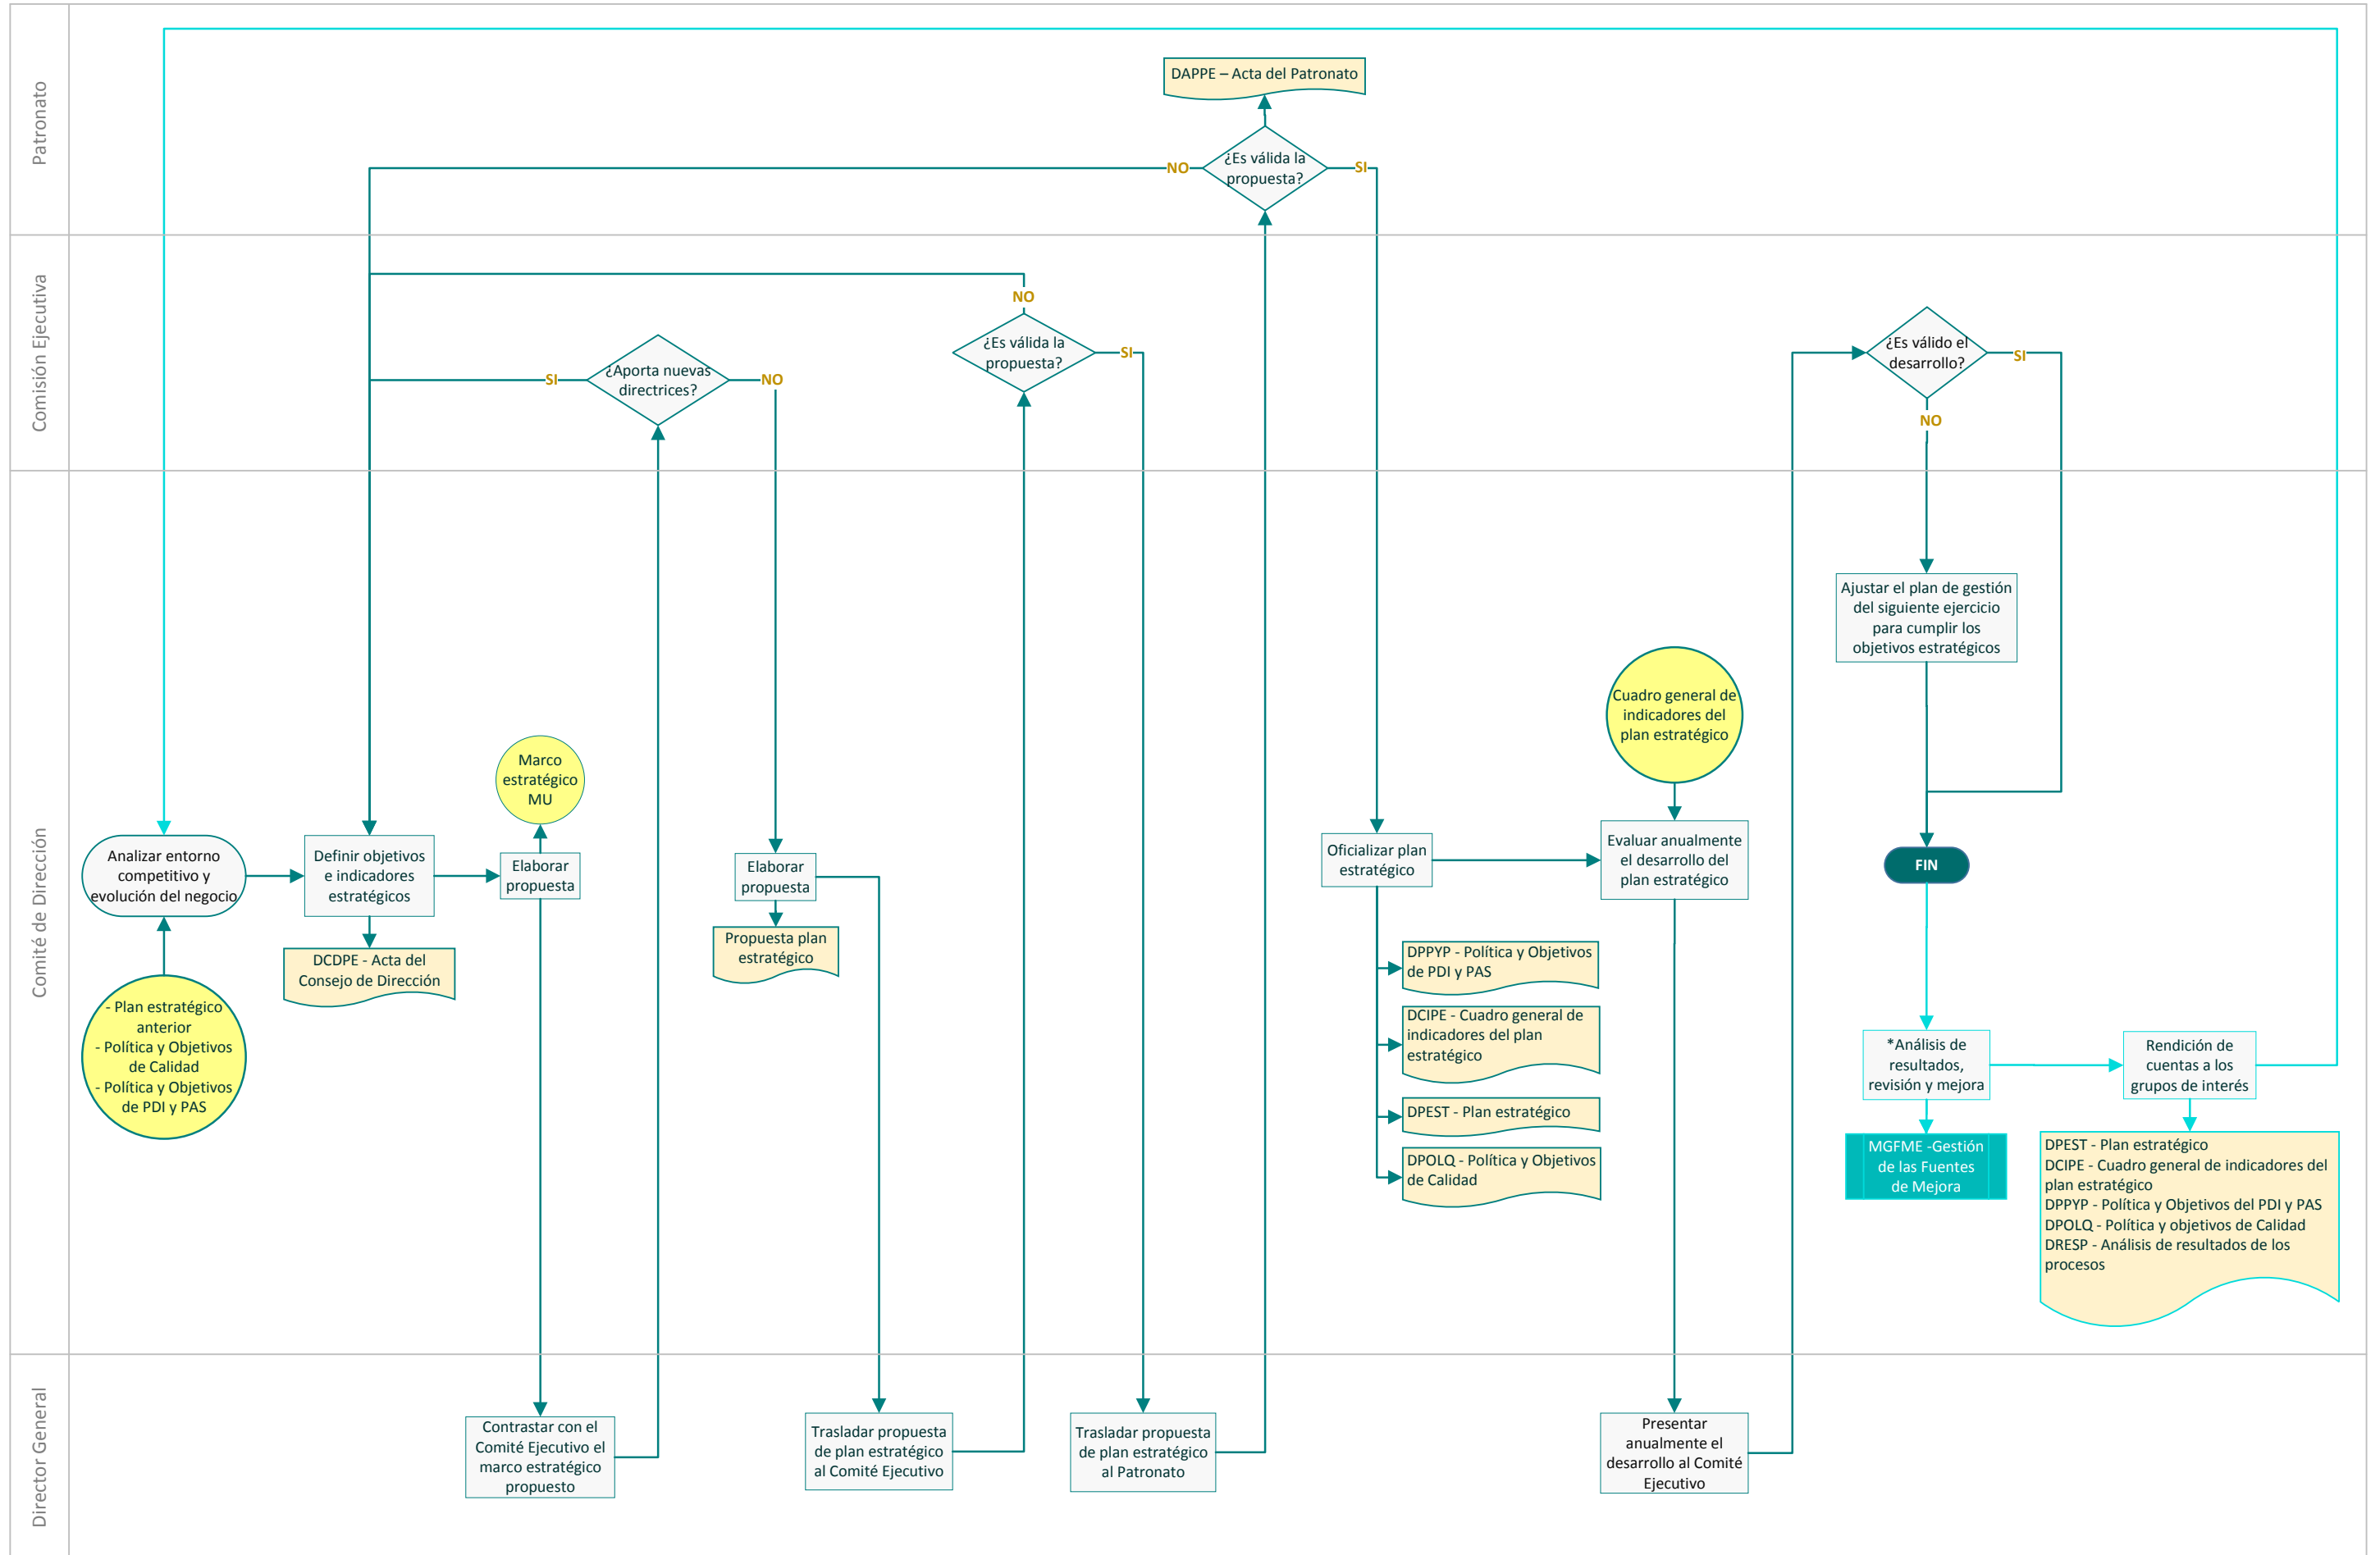 Patronato
DAPPE – Acta del Patronato
¿Es válida la
propuesta?
NO
SI
Comisión Ejecutiva
¿Aporta nuevas
directrices?
SI
NO
¿Es válida la
propuesta?
NO
SI
¿Es válido el
desarrollo?
SI
NO
Comité de Dirección
Analizar entorno
competitivo y
evolución del negocio
- Plan estratégico
anterior
- Política y Objetivos
de Calidad
- Política y Objetivos
de PDI y PAS
Definir objetivos
e indicadores
estratégicos
DCDPE - Acta del
Consejo de Dirección
Marco
estratégico
MU
Elaborar
propuesta
Elaborar
propuesta
Propuesta plan
estratégico
Oficializar plan
estratégico
DPPYP - Política y Objetivos
de PDI y PAS
DCIPE - Cuadro general de
indicadores del plan
estratégico
DPEST - Plan estratégico
DPOLQ - Política y Objetivos
de Calidad
Cuadro general de
indicadores del
plan estratégico
Evaluar anualmente
el desarrollo del
plan estratégico
Ajustar el plan de gestión
del siguiente ejercicio
para cumplir los
objetivos estratégicos
FIN
*Análisis de
resultados,
revisión y mejora
MGFME -Gestión
de las Fuentes
de Mejora
Rendición de
cuentas a los
grupos de interés
DPEST - Plan estratégico
DCIPE - Cuadro general de indicadores del
plan estratégico
DPPYP - Política y Objetivos del PDI y PAS
DPOLQ - Política y objetivos de Calidad
DRESP - Análisis de resultados de los
procesos
Director General
Contrastar con el
Comité Ejecutivo el
marco estratégico
propuesto
Trasladar propuesta
de plan estratégico
al Comité Ejecutivo
Trasladar propuesta
de plan estratégico
al Patronato
Presentar
anualmente el
desarrollo al Comité
Ejecutivo